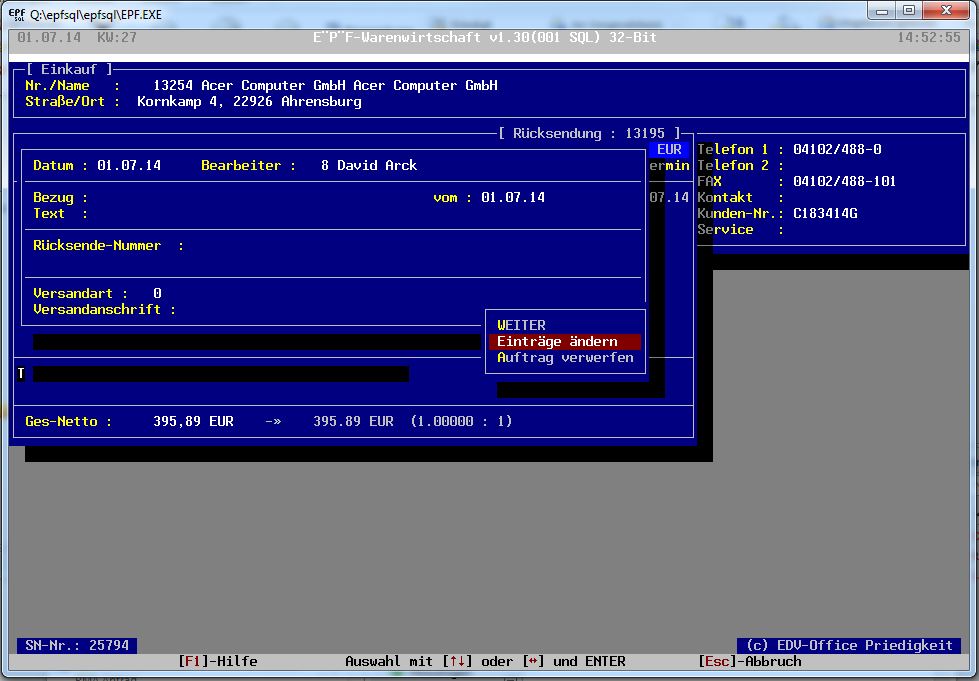 Q:\epfsql\epfsql\EPF.EXE
01.07.14 KW:27 E"P"F-Warenwirtschaft v1.30(001 SQL) 32-Bit 14:52:55
[ Einkauf ]
Nr./Name : 13254 Acer Computer GmbH Acer Computer GmbH
Straße/Ort : Kornkamp 4, 22926 Ahrensburg
[ Rücksendung : 13195 ]
EUR
Telefon 1 : 04102/488-0
Datum : 01.07.14 Bearbeiter : 8 David Arck
ermin
Telefon 2 :
FAX : 04102/488-101
Bezug : vom : 01.07.14
07.14
Kontakt :
Text :
Kunden-Nr.: C183414G
Service :
Rücksende-Nummer :
Versandart : 0
Versandanschrift :
WEITER
Einträge ändern
Auftrag verwerfen
T
Ges-Netto : 395,89 EUR -» 395.89 EUR (1.00000 : 1)
SN-Nr.: 25794
(c) EDV-Office Priedigkeit
[F1]-Hilfe Auswahl mit [↑↓] oder [↔] und ENTER [Esc]-Abbruch